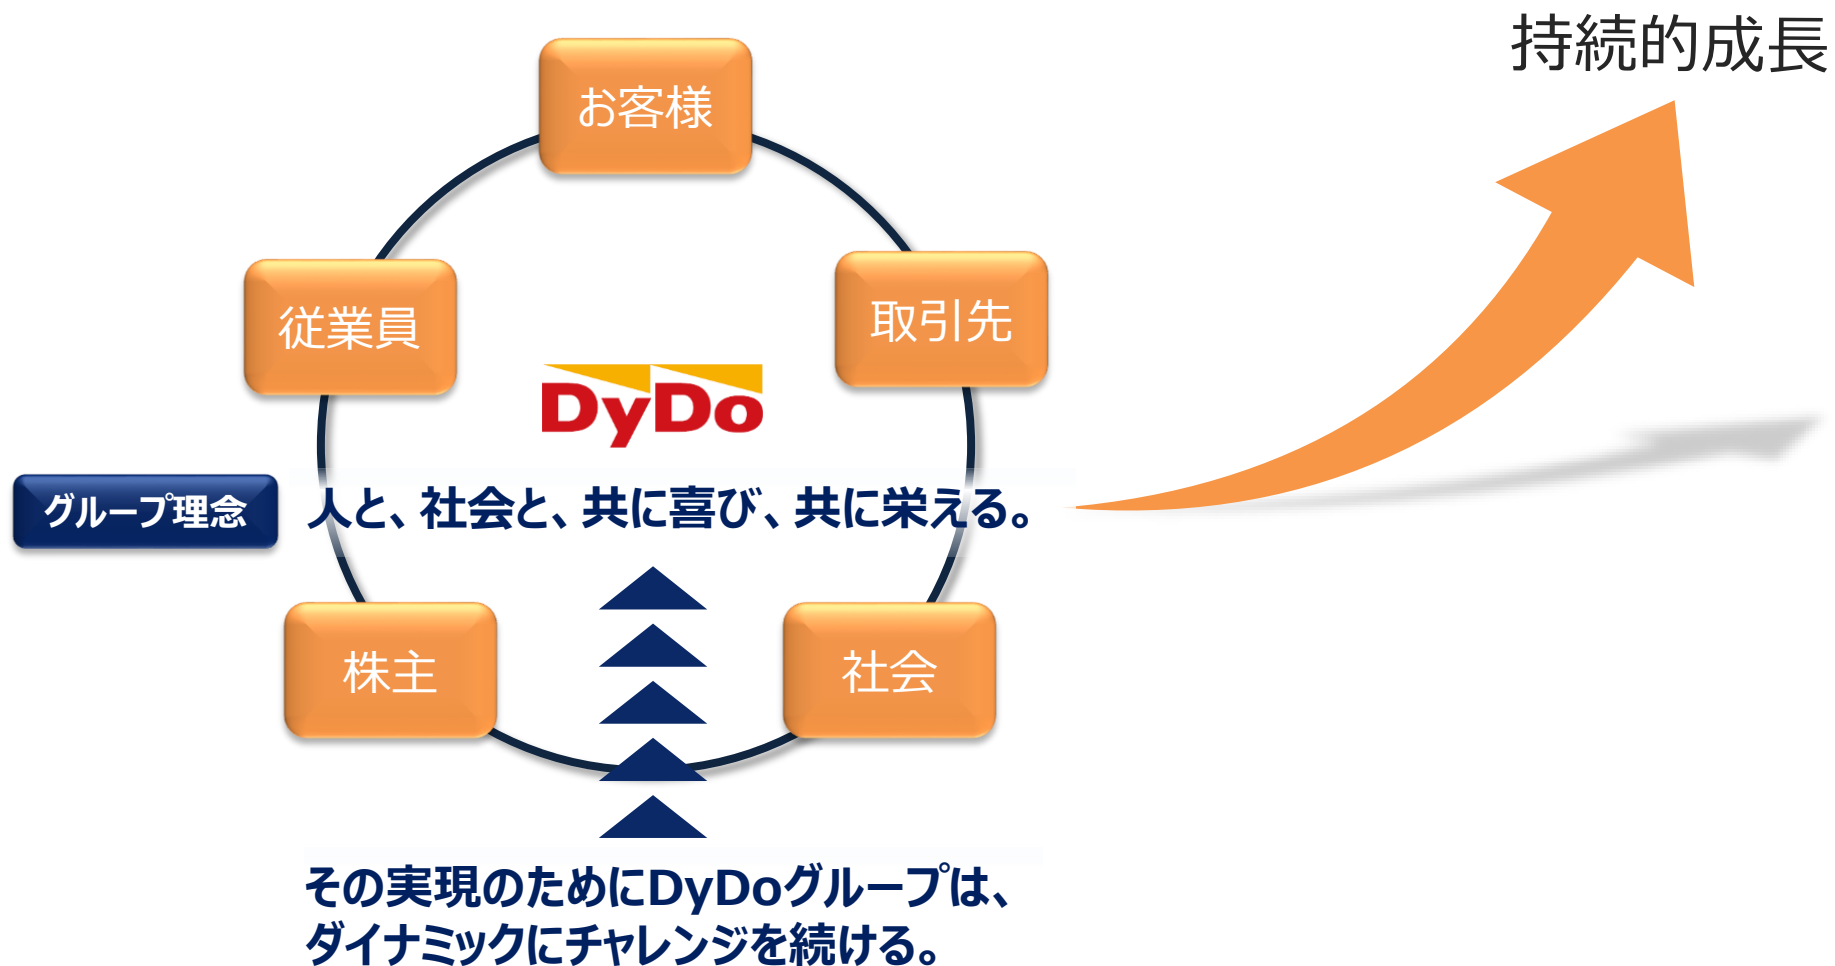 持続的成長
お客様
従業員
取引先
DyDo
グループ理念
人と、社会と、共に喜び、共に栄える。
株主
社会
その実現のためにDyDoグループは、
ダイナミックにチャレンジを続ける。